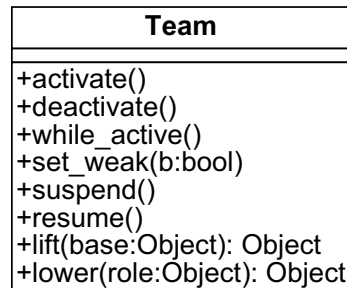 Team
+activate()
+deactivate()
+while_active()
+set_weak(b:bool)
+suspend()
+resume()
+lift(base:Object): Object
+lower(role:Object): Object